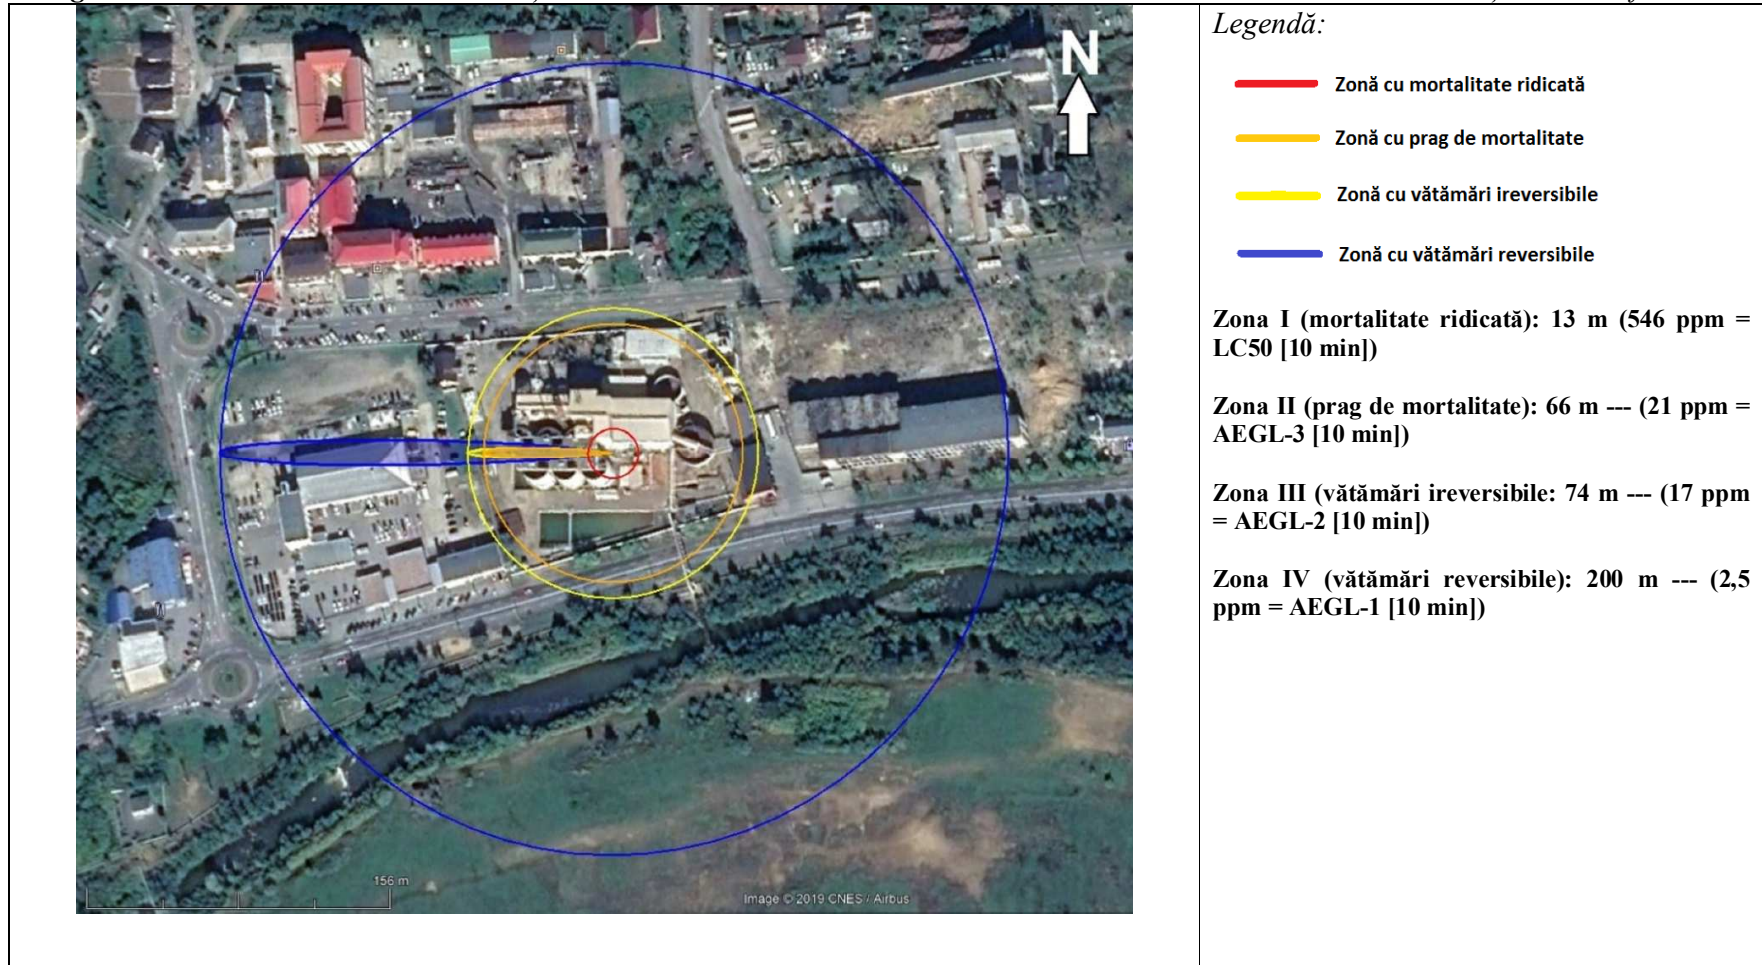 Legendă:
N
Zonă cu mortalitate ridicată
Zonă cu prag de mortalitate
Zonă cu vătămări ireversibile
Zonă cu vătămări reversibile
Zona I (mortalitate ridicată): 13 m (546 ppm =
LC50 [10 min])
Zona II (prag de mortalitate): 66 m --- (21 ppm =
AEGL-3 [10 min])
Zona III (vătămări ireversibile: 74 m --- (17 ppm
= AEGL-2 [10 min])
Zona IV (vătămări reversibile): 200 m --- (2,5
ppm = AEGL-1 [10 min])
156 m
Image © 2019 CNES / Airbus